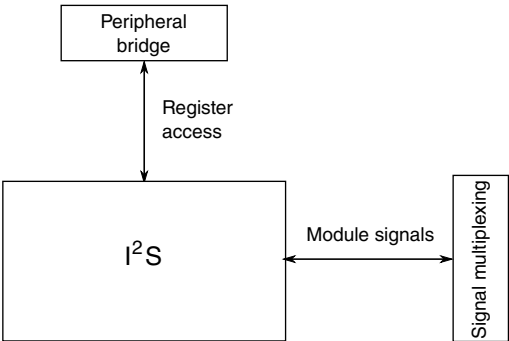 Peripheral
bridge
Register
access
I²S
Module signals
Signal multiplexing